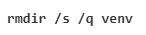 rmdir /s /q venv